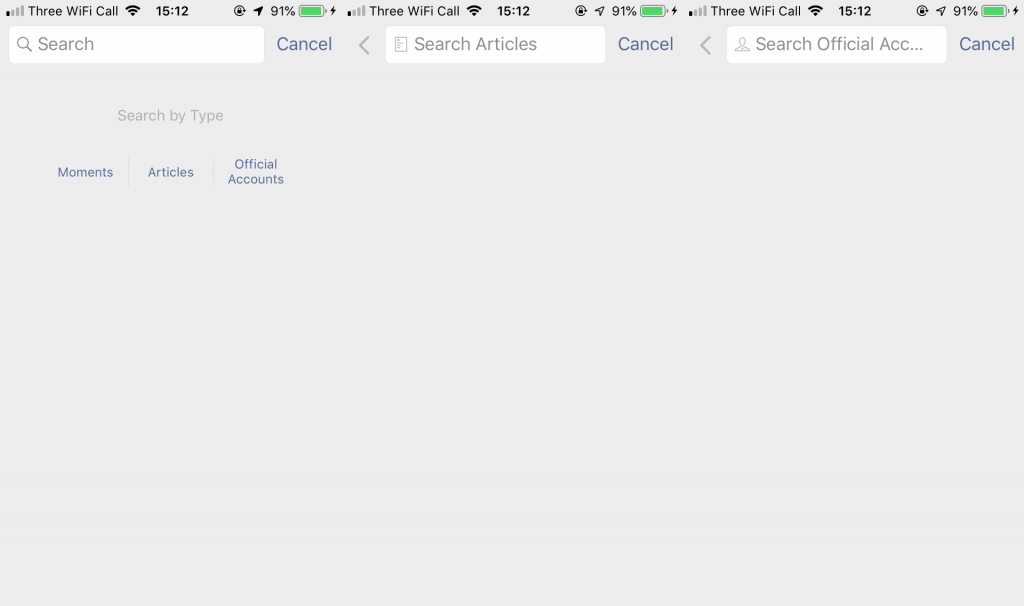 Three WiFi Call 15:12 91%
Search Cancel
Search by Type
Moments Articles Official Accounts
Three WiFi Call 15:12 91%
Search Articles Cancel
Three WiFi Call 15:12 91%
Search Official Acc... Cancel